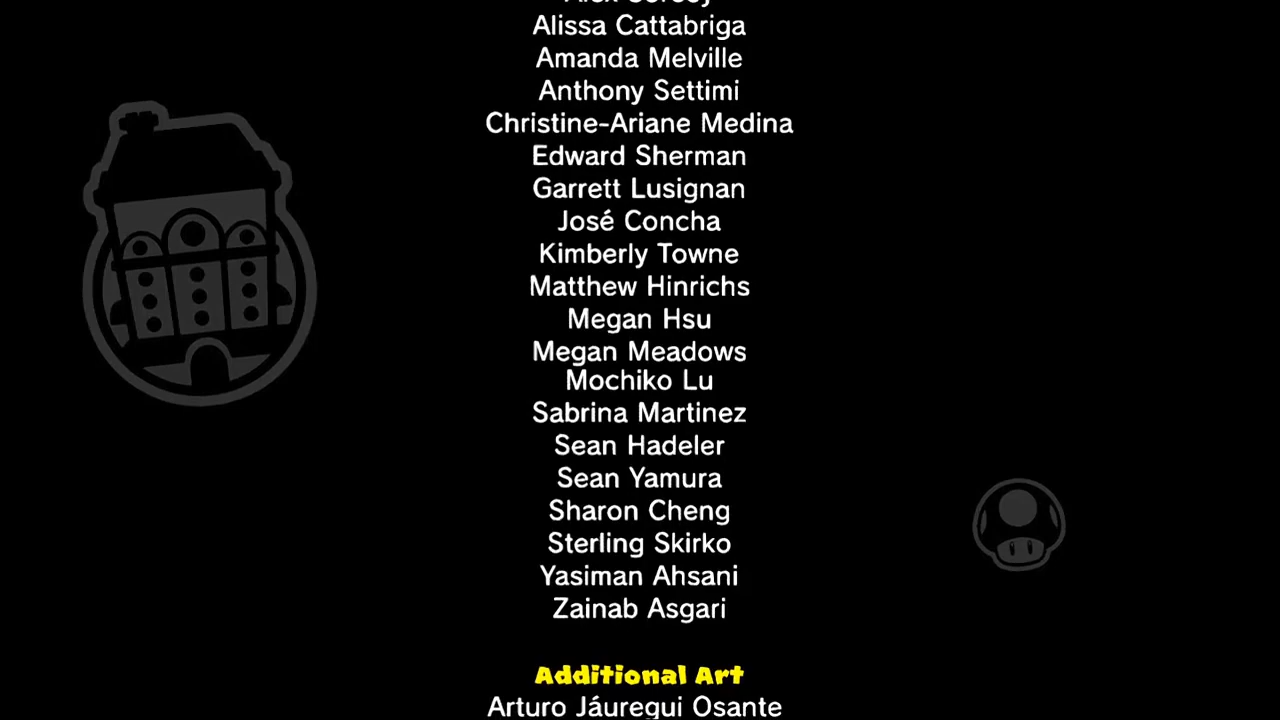 Alissa Cattabriga
Amanda Melville
Anthony Settimi
Christine-Ariane Medina
Edward Sherman
Garrett Lusignan
José Concha
Kimberly Towne
Matthew Hinrichs
Megan Hsu
Megan Meadows
Mochiko Lu
Sabrina Martinez
Sean Hadeler
Sean Yamura
Sharon Cheng
Sterling Skirko
Yasiman Ahsani
Zainab Asgari
Additional Art
Arturo Jáuregui Osante